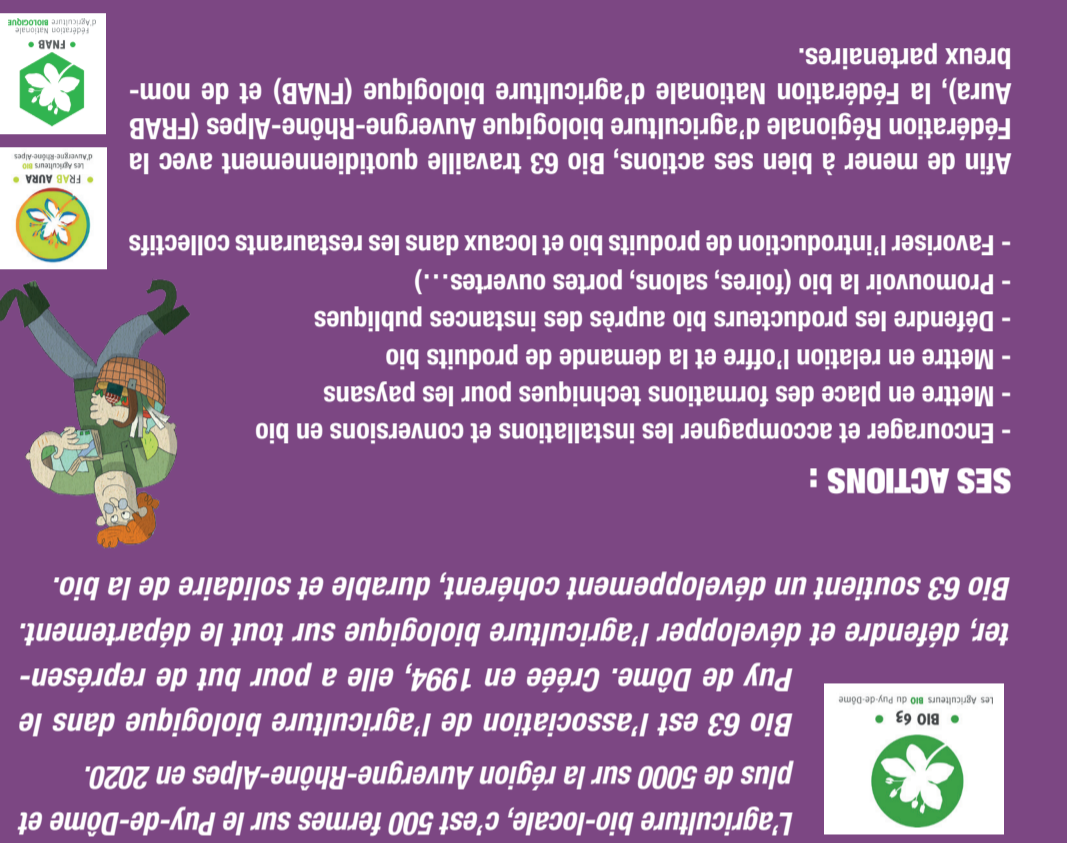 L'agriculture bio-locale, c'est 500 fermes sur le Puy-de-Dôme et
plus de 5000 sur la région Auvergne-Rhône-Alpes en 2020.
Bio 63 est l'association de l'agriculture biologique dans le
Puy de Dôme. Créée en 1994, elle a pour but de représen-
ter, défendre et développer l'agriculture biologique sur tout le département.
Bio 63 soutient un développement cohérent, durable et solidaire de la bio.
• BIO 63 •
Les Agriculteurs BIO du Puy-de-Dôme
SES ACTIONS :
- Encourager et accompagner les installations et conversions en bio
- Mettre en place des formations techniques pour les paysans
- Mettre en relation l'offre et la demande de produits bio
- Défendre les producteurs bio auprès des instances publiques
- Promouvoir la bio (foires, salons, portes ouvertes...)
- Favoriser l'introduction de produits bio et locaux dans les restaurants collectifs
Afin de mener à bien ses actions, Bio 63 travaille quotidiennement avec la
Fédération Régionale d'agriculture biologique Auvergne-Rhône-Alpes (FRAB
Aura), la Fédération Nationale d'agriculture biologique (FNAB) et de nom-
breux partenaires.
• FRAB AURA •
Les Agriculteurs BIO
d'Auvergne-Rhône-Alpes
• FNAB •
Fédération Nationale
d'Agriculture BIOLOGIQUE